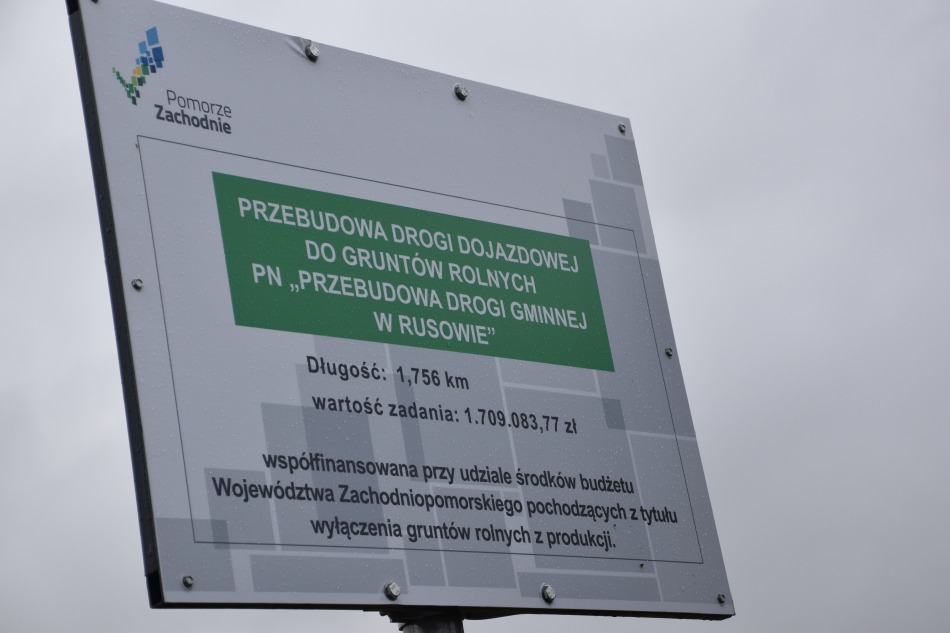 Pomorze
Zachodnie
PRZEBUDOWA DROGI DOJAZDOWEJ
DO GRUNTÓW ROLNYCH
PN „PRZEBUDOWA DROGI GMINNEJ
W RUSOWIE”
Długość: 1,756 km
wartość zadania: 1.709.083,77 zł
współfinansowana przy udziale środków budżetu
Województwa Zachodniopomorskiego pochodzących z tytułu
wyłączenia gruntów rolnych z produkcji.